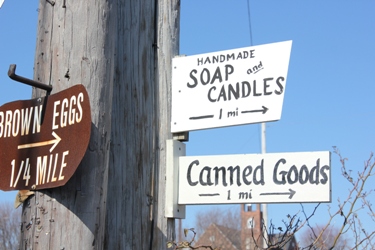 HANDMADE
SOAP and
CANDLES
1 mi
BROWN EGGS
1/4 MILE
Canned Goods
1 mi